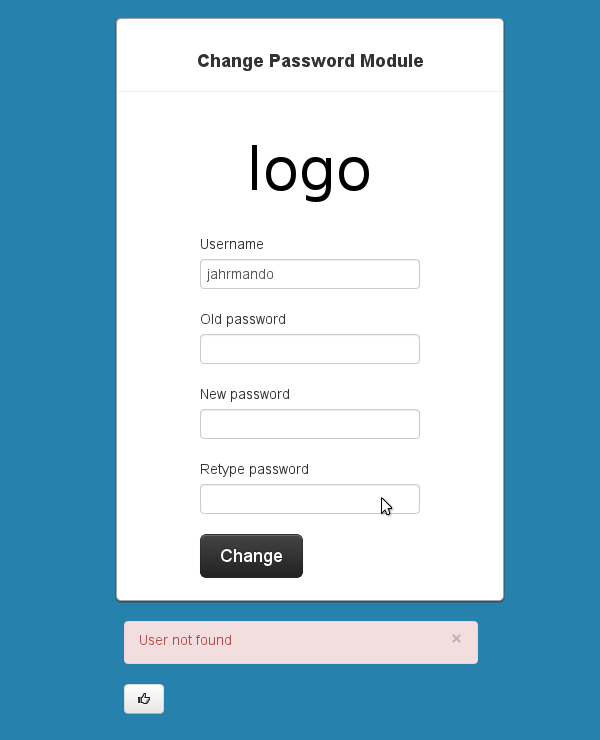 Change Password Module
logo
Username
jahrmando
Old password
New password
Retype password
Change
User not found ×